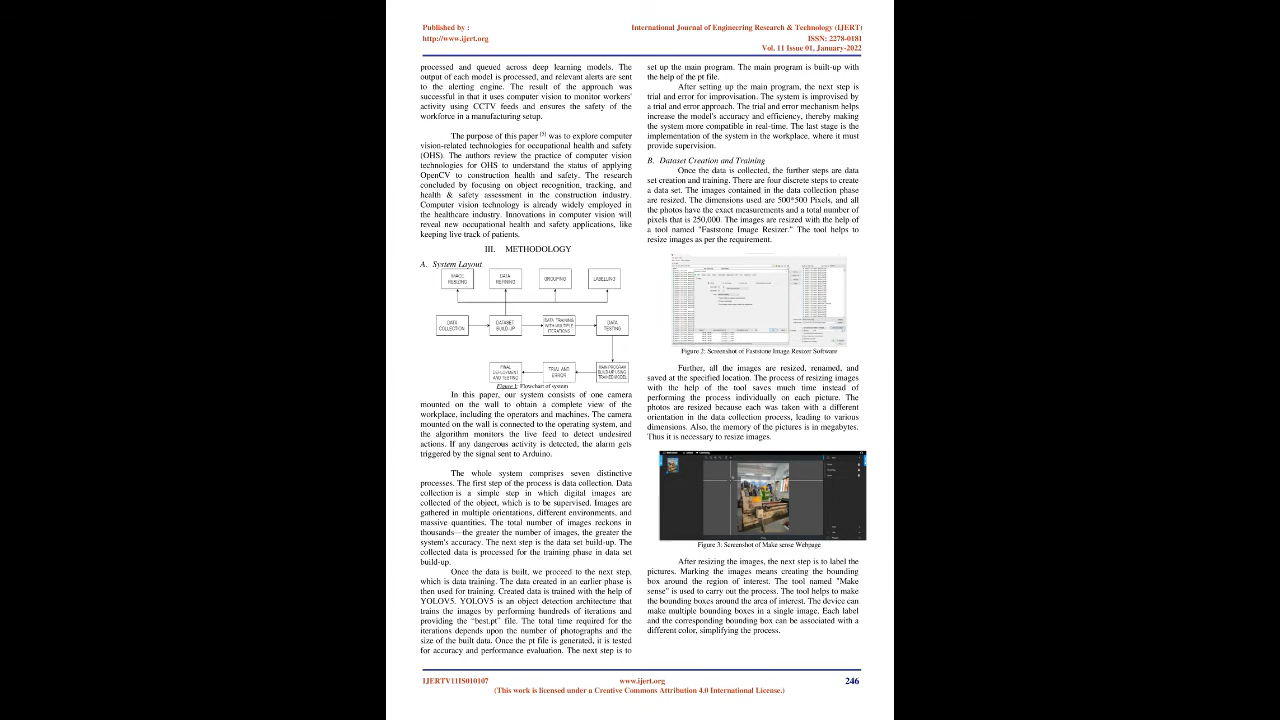 Published by :
http://www.ijert.org
International Journal of Engineering Research & Technology (IJERT)
ISSN: 2278-0181
Vol. 11 Issue 01, January-2022
processed and queued across deep learning models. The
output of each model is processed, and relevant alerts are sent
to the alerting engine. The result of the approach was
successful in that it uses computer vision to monitor workers'
activity using CCTV feeds and ensures the safety of the
workforce in a manufacturing setup.
The purpose of this paper [5] was to explore computer
vision-related technologies for occupational health and safety
(OHS). The authors review the practice of computer vision
technologies for OHS to understand the status of applying
OpenCV to construction health and safety. The research
concluded by focusing on object recognition, tracking, and
health & safety assessment in the construction industry.
Computer vision technology is already widely employed in
the healthcare industry. Innovations in computer vision will
reveal new occupational health and safety applications, like
keeping live track of patients.
III. METHODOLOGY
A. System Layout
IMAGE RESIZING
DATA REFINING
GROUPING
LABELLING
DATA COLLECTION
DATASET BUILD-UP
DATA TRAINING WITH MULTIPLE ITERATIONS
DATA TESTING
FINAL DEPLOYMENT AND TESTING
TRIAL AND ERROR
MAIN PROGRAM BUILD-UP USING TRAINED MODEL
Figure 1: Flowchart of system
In this paper, our system consists of one camera
mounted on the wall to obtain a complete view of the
workplace, including the operators and machines. The camera
mounted on the wall is connected to the operating system, and
the algorithm monitors the live feed to detect undesired
actions. If any dangerous activity is detected, the alarm gets
triggered by the signal sent to Arduino.
The whole system comprises seven distinctive
processes. The first step of the process is data collection. Data
collection is a simple step in which digital images are
collected of the object, which is to be supervised. Images are
gathered in multiple orientations, different environments, and
massive quantities. The total number of images reckons in
thousands—the greater the number of images, the greater the
system's accuracy. The next step is the data set build-up. The
collected data is processed for the training phase in data set
build-up.
Once the data is built, we proceed to the next step,
which is data training. The data created in an earlier phase is
then used for training. Created data is trained with the help of
YOLOV5. YOLOV5 is an object detection architecture that
trains the images by performing hundreds of iterations and
providing the "best.pt" file. The total time required for the
iterations depends upon the number of photographs and the
size of the built data. Once the pt file is generated, it is tested
for accuracy and performance evaluation. The next step is to
set up the main program. The main program is built-up with
the help of the pt file.
After setting up the main program, the next step is
trial and error for improvisation. The system is improvised by
a trial and error approach. The trial and error mechanism helps
increase the model's accuracy and efficiency, thereby making
the system more compatible in real-time. The last stage is the
implementation of the system in the workplace, where it must
provide supervision.
B. Dataset Creation and Training
Once the data is collected, the further steps are data
set creation and training. There are four discrete steps to create
a data set. The images contained in the data collection phase
are resized. The dimensions used are 500*500 Pixels, and all
the photos have the exact measurements and a total number of
pixels that is 250,000. The images are resized with the help of
a tool named "Faststone Image Resizer." The tool helps to
resize images as per the requirement.
Figure 2: Screenshot of Faststone Image Resizer Software
Further, all the images are resized, renamed, and
saved at the specified location. The process of resizing images
with the help of the tool saves much time instead of
performing the process individually on each picture. The
photos are resized because each was taken with a different
orientation in the data collection process, leading to various
dimensions. Also, the memory of the pictures is in megabytes.
Thus it is necessary to resize images.
Figure 3: Screenshot of Make sense Webpage
After resizing the images, the next step is to label the
pictures. Marking the images means creating the bounding
box around the region of interest. The tool named "Make
sense" is used to carry out the process. The tool helps to make
the bounding boxes around the area of interest. The device can
make multiple bounding boxes in a single image. Each label
and the corresponding bounding box can be associated with a
different color, simplifying the process.
IJERTV11IS010107
www.ijert.org
246
(This work is licensed under a Creative Commons Attribution 4.0 International License.)